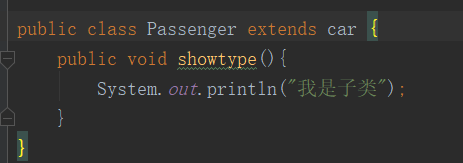 public class Passenger extends car {
    public void showtype(){
        System.out.println("我是子类");
    }
}